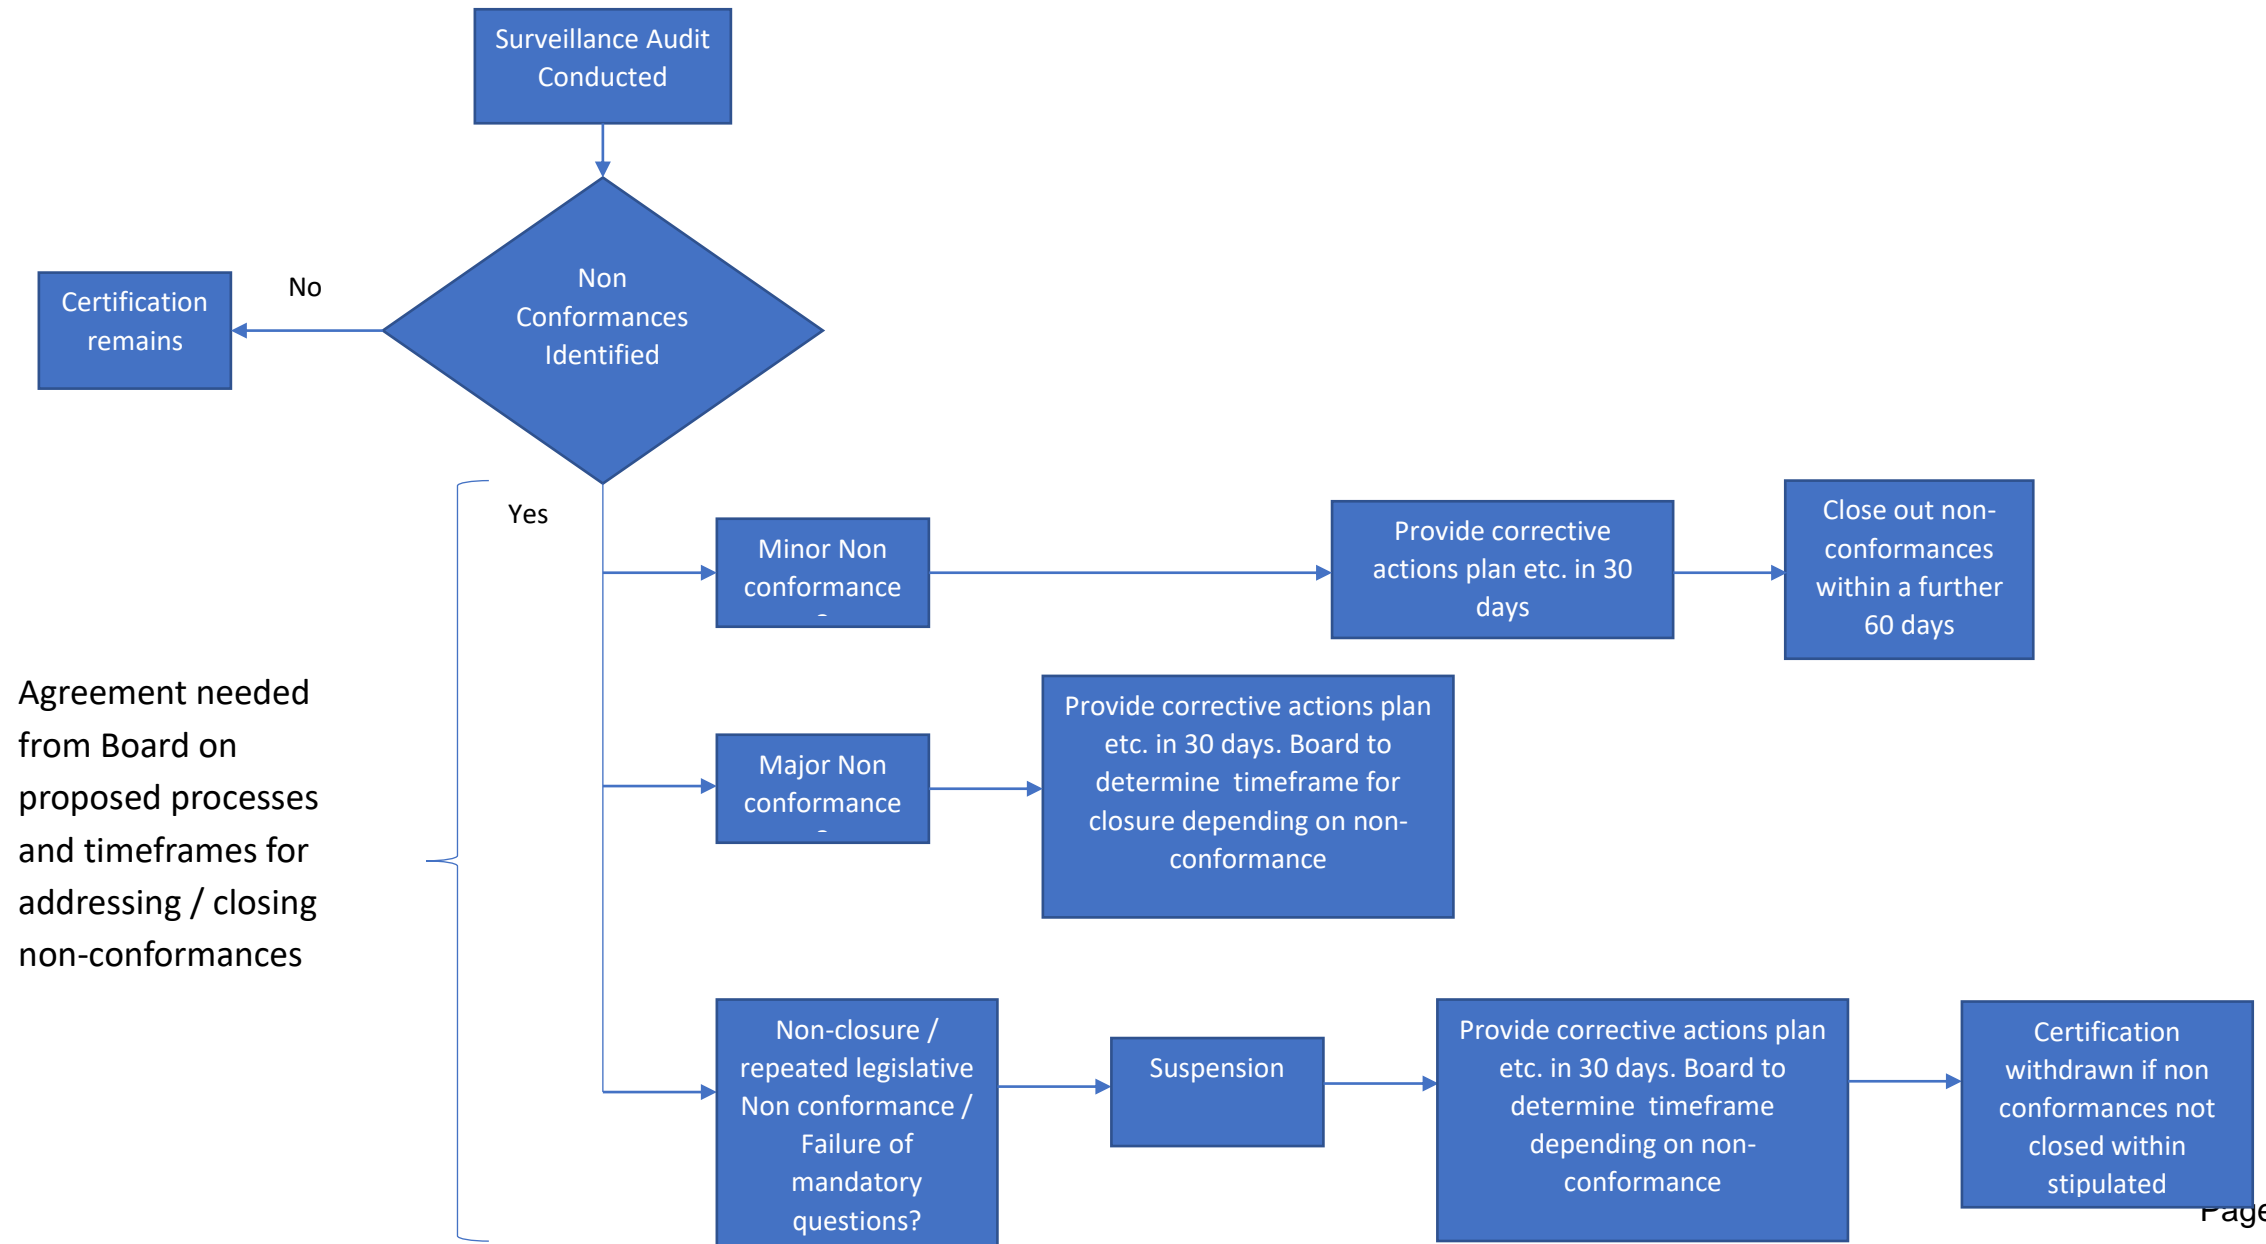 Surveillance Audit
Conducted
Non
Conformances
Identified
No
Certification
remains
Yes
Minor Non
conformance
Provide corrective
actions plan etc. in 30
days
Close out non-
conformances
within a further
60 days
Agreement needed
from Board on
proposed processes
and timeframes for
addressing / closing
non-conformances
Major Non
conformance
Provide corrective actions plan
etc. in 30 days. Board to
determine timeframe for
closure depending on non-
conformance
Non-closure /
repeated legislative
Non conformance /
Failure of
mandatory
questions?
Suspension
Provide corrective actions plan
etc. in 30 days. Board to
determine timeframe
depending on non-
conformance
Certification
withdrawn if non
conformances not
closed within
stipulated
Page